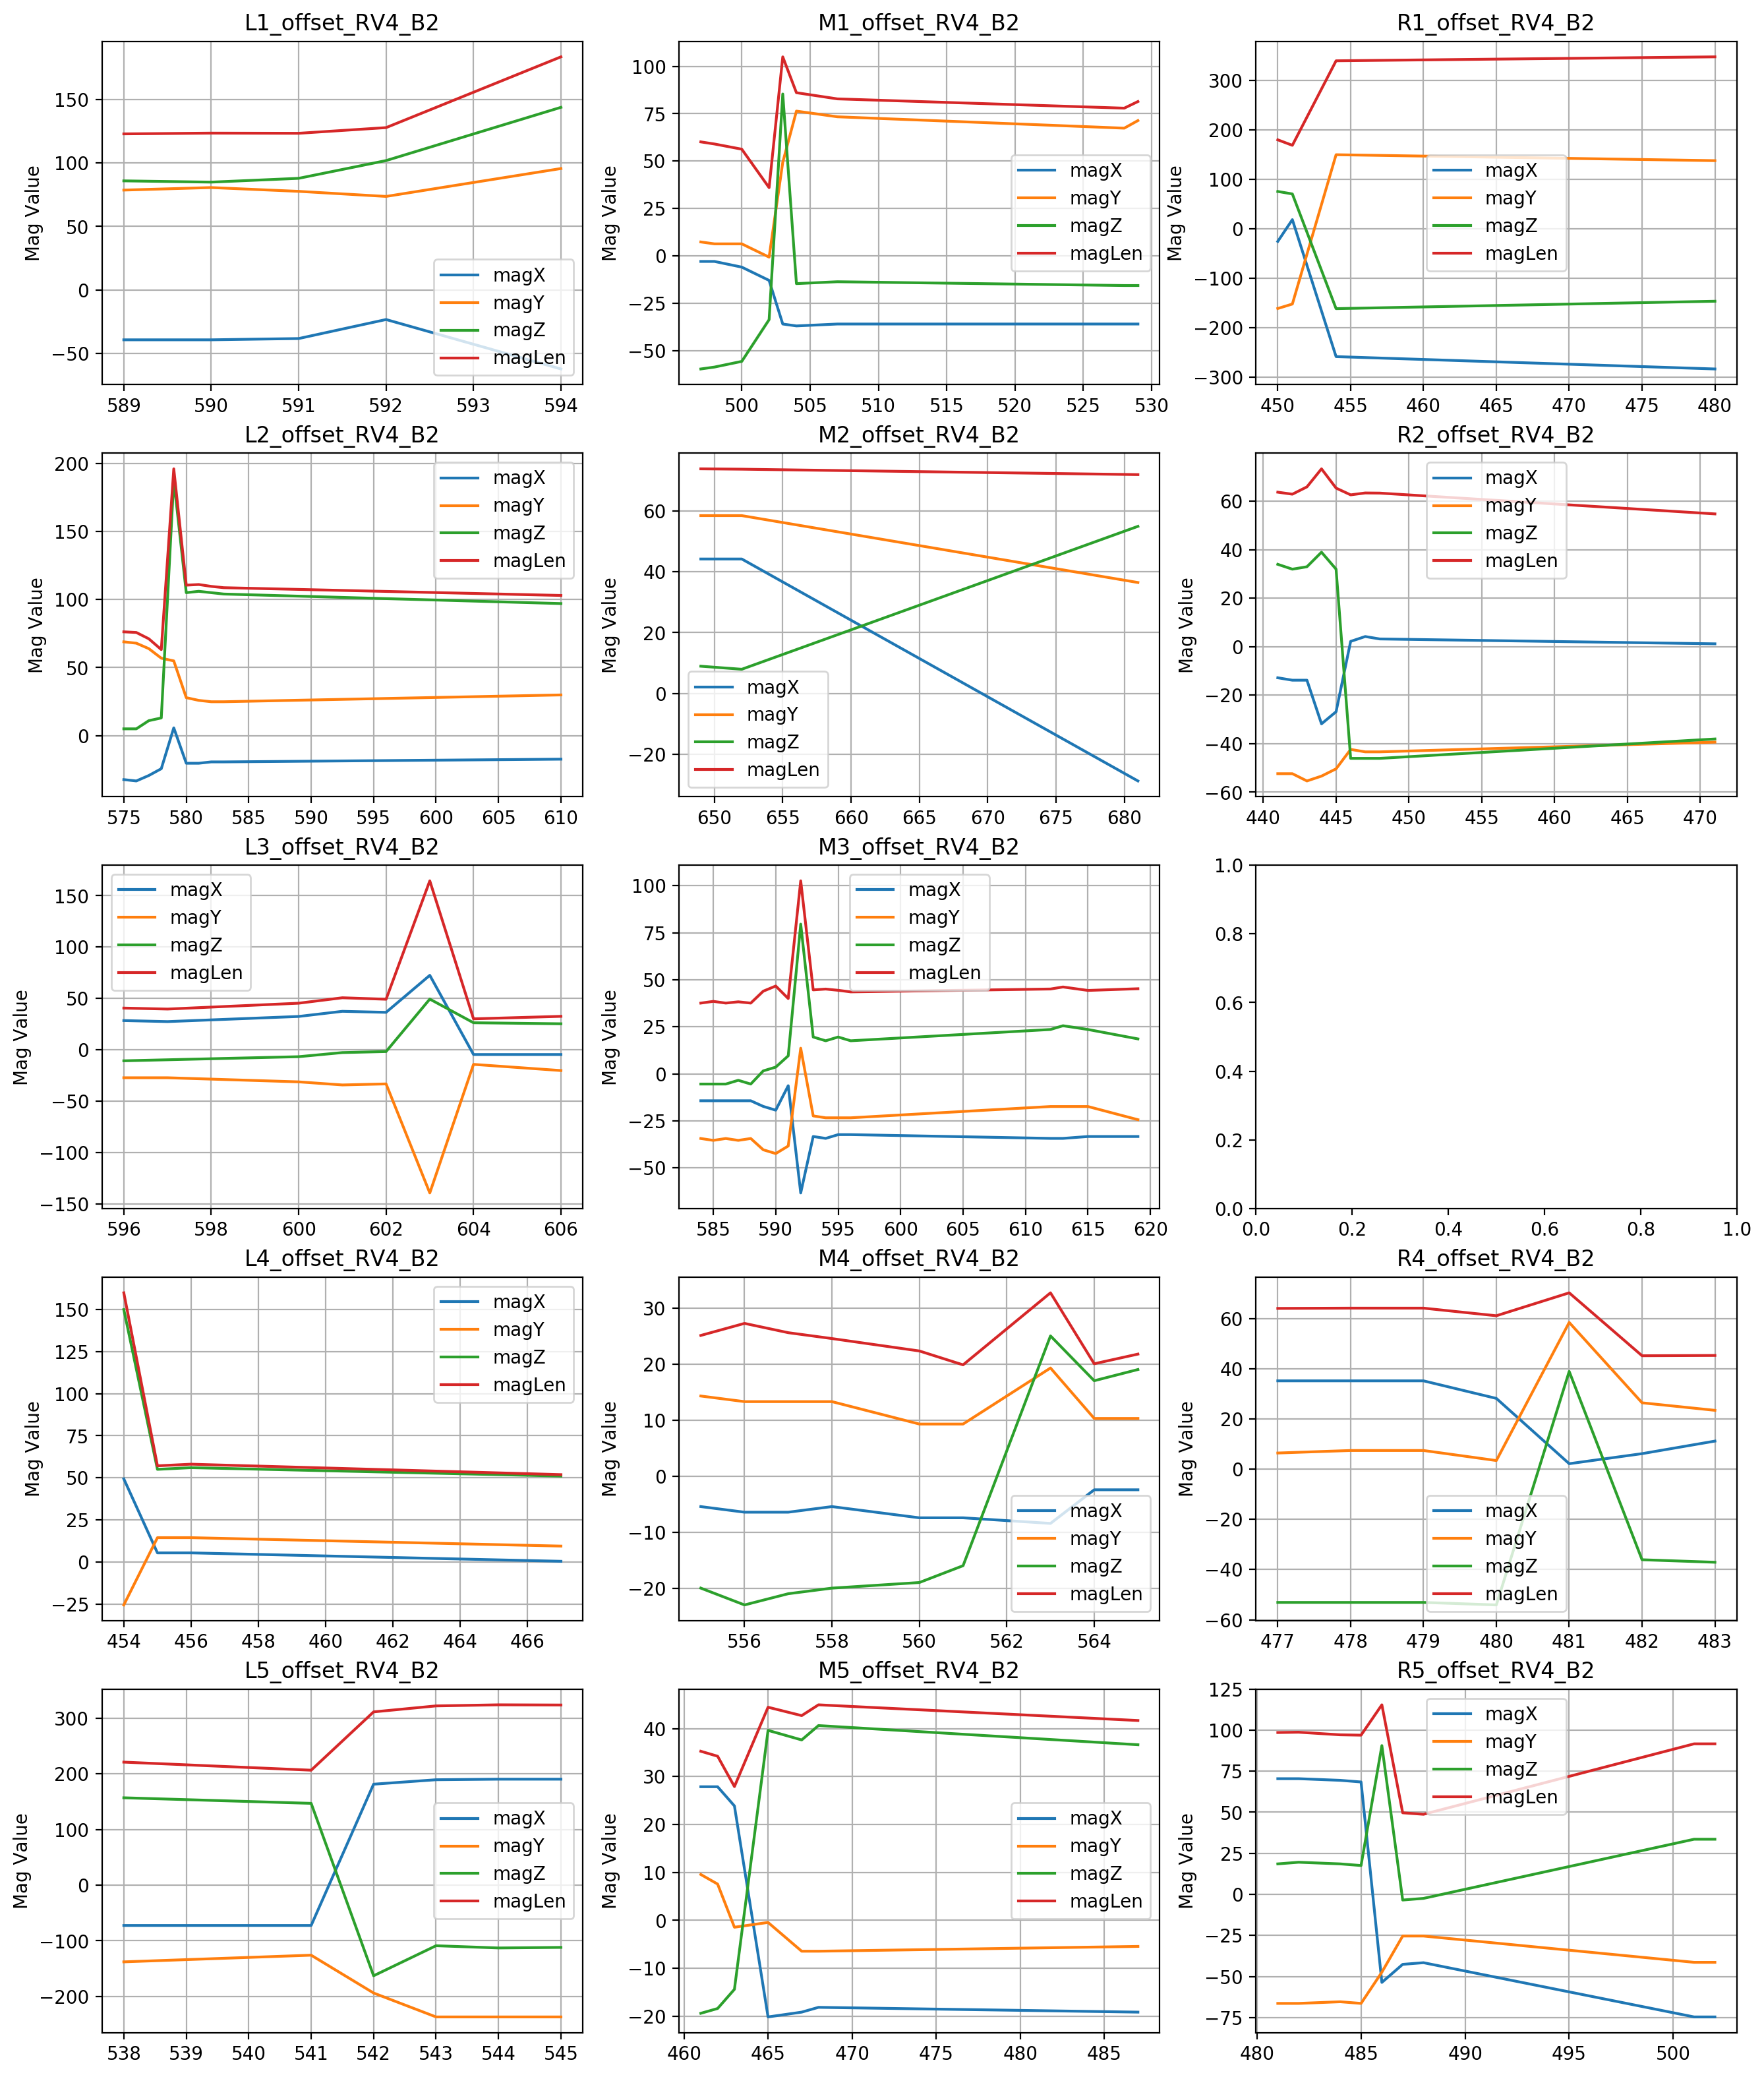 L1_offset_RV4_B2
Mag Value
150
100
50
0
−50
589 590 591 592 593 594
magX
magY
magZ
magLen
M1_offset_RV4_B2
Mag Value
100
75
50
25
0
−25
−50
500 505 510 515 520 525 530
magX
magY
magZ
magLen
R1_offset_RV4_B2
Mag Value
300
200
100
0
−100
−200
−300
450 455 460 465 470 475 480
magX
magY
magZ
magLen
L2_offset_RV4_B2
Mag Value
200
150
100
50
0
575 580 585 590 595 600 605 610
magX
magY
magZ
magLen
M2_offset_RV4_B2
Mag Value
60
40
20
0
−20
650 655 660 665 670 675 680
magX
magY
magZ
magLen
R2_offset_RV4_B2
Mag Value
60
40
20
0
−20
−40
−60
440 445 450 455 460 465 470
magX
magY
magZ
magLen
L3_offset_RV4_B2
Mag Value
150
100
50
0
−50
−100
−150
596 598 600 602 604 606
magX
magY
magZ
magLen
M3_offset_RV4_B2
Mag Value
100
75
50
25
0
−25
−50
585 590 595 600 605 610 615 620
magX
magY
magZ
magLen
1.0
0.8
0.6
0.4
0.2
0.0
0.0 0.2 0.4 0.6 0.8 1.0
L4_offset_RV4_B2
Mag Value
150
125
100
75
50
25
0
−25
454 456 458 460 462 464 466
magX
magY
magZ
magLen
M4_offset_RV4_B2
Mag Value
30
20
10
0
−10
−20
556 558 560 562 564
magX
magY
magZ
magLen
R4_offset_RV4_B2
Mag Value
60
40
20
0
−20
−40
−60
477 478 479 480 481 482 483
magX
magY
magZ
magLen
L5_offset_RV4_B2
Mag Value
300
200
100
0
−100
−200
538 539 540 541 542 543 544 545
magX
magY
magZ
magLen
M5_offset_RV4_B2
Mag Value
40
30
20
10
0
−10
−20
460 465 470 475 480 485
magX
magY
magZ
magLen
R5_offset_RV4_B2
Mag Value
125
100
75
50
25
0
−25
−50
−75
480 485 490 495 500
magX
magY
magZ
magLen